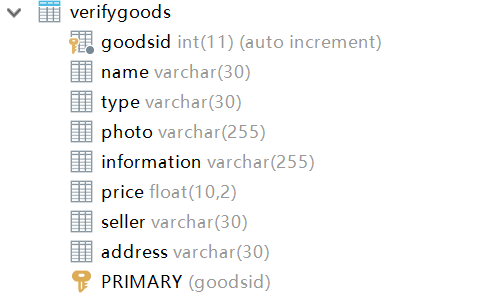 verifygoods
goodsid int(11) (auto increment)
name varchar(30)
type varchar(30)
photo varchar(255)
information varchar(255)
price float(10,2)
seller varchar(30)
address varchar(30)
PRIMARY (goodsid)